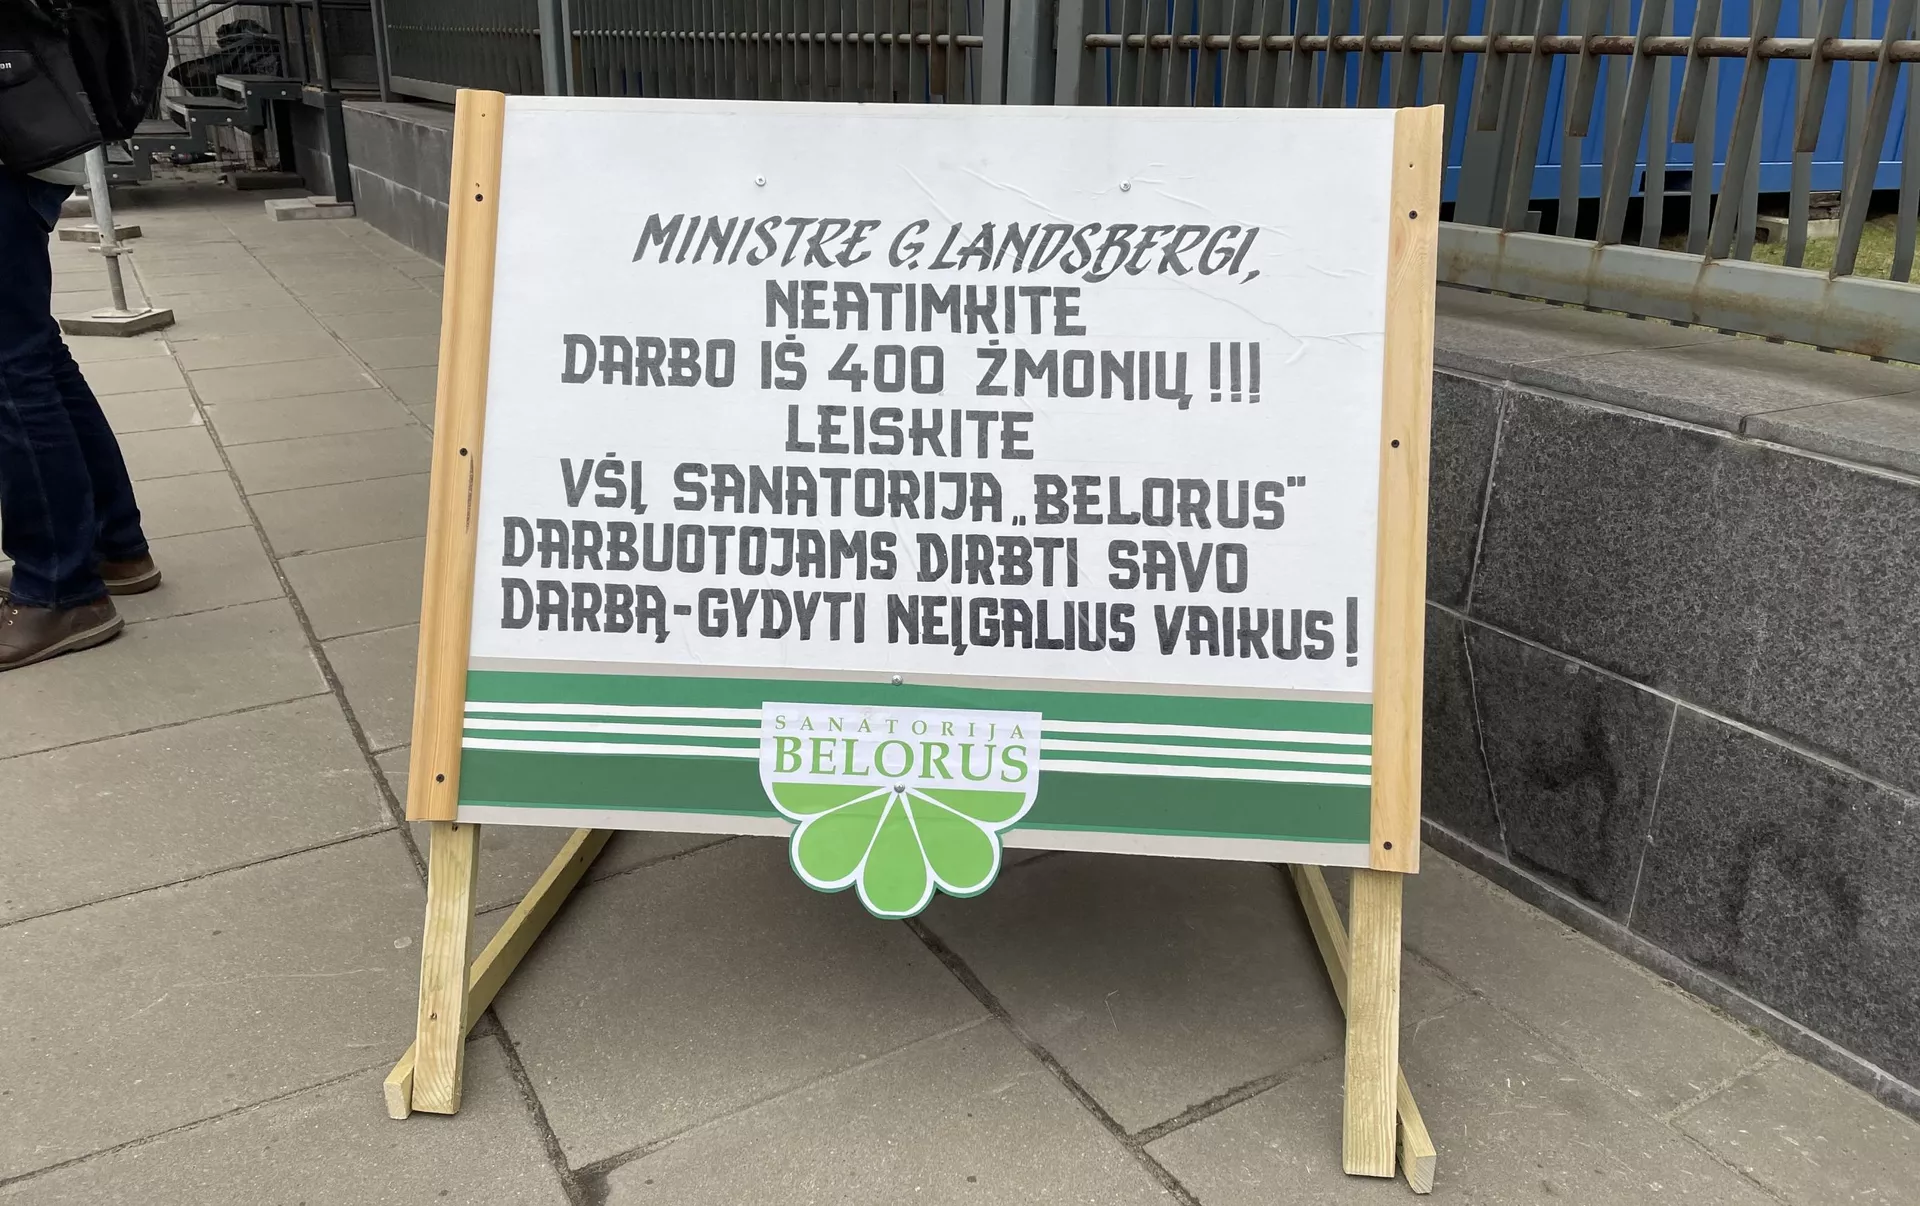 MINISTRE G. LANDSBERGI,
NEATIMKITE
DARBO IŠ 400 ŻMONIŲ !!!
LEISKITE
VŠĮ SANATORIJA „BELORUS“
DARBUOTOJAMS DIRBTI SAVO
DARBĄ-GYDYTI NEĮGALIUS VAIKUS!
SANATORIJA
BELORUS